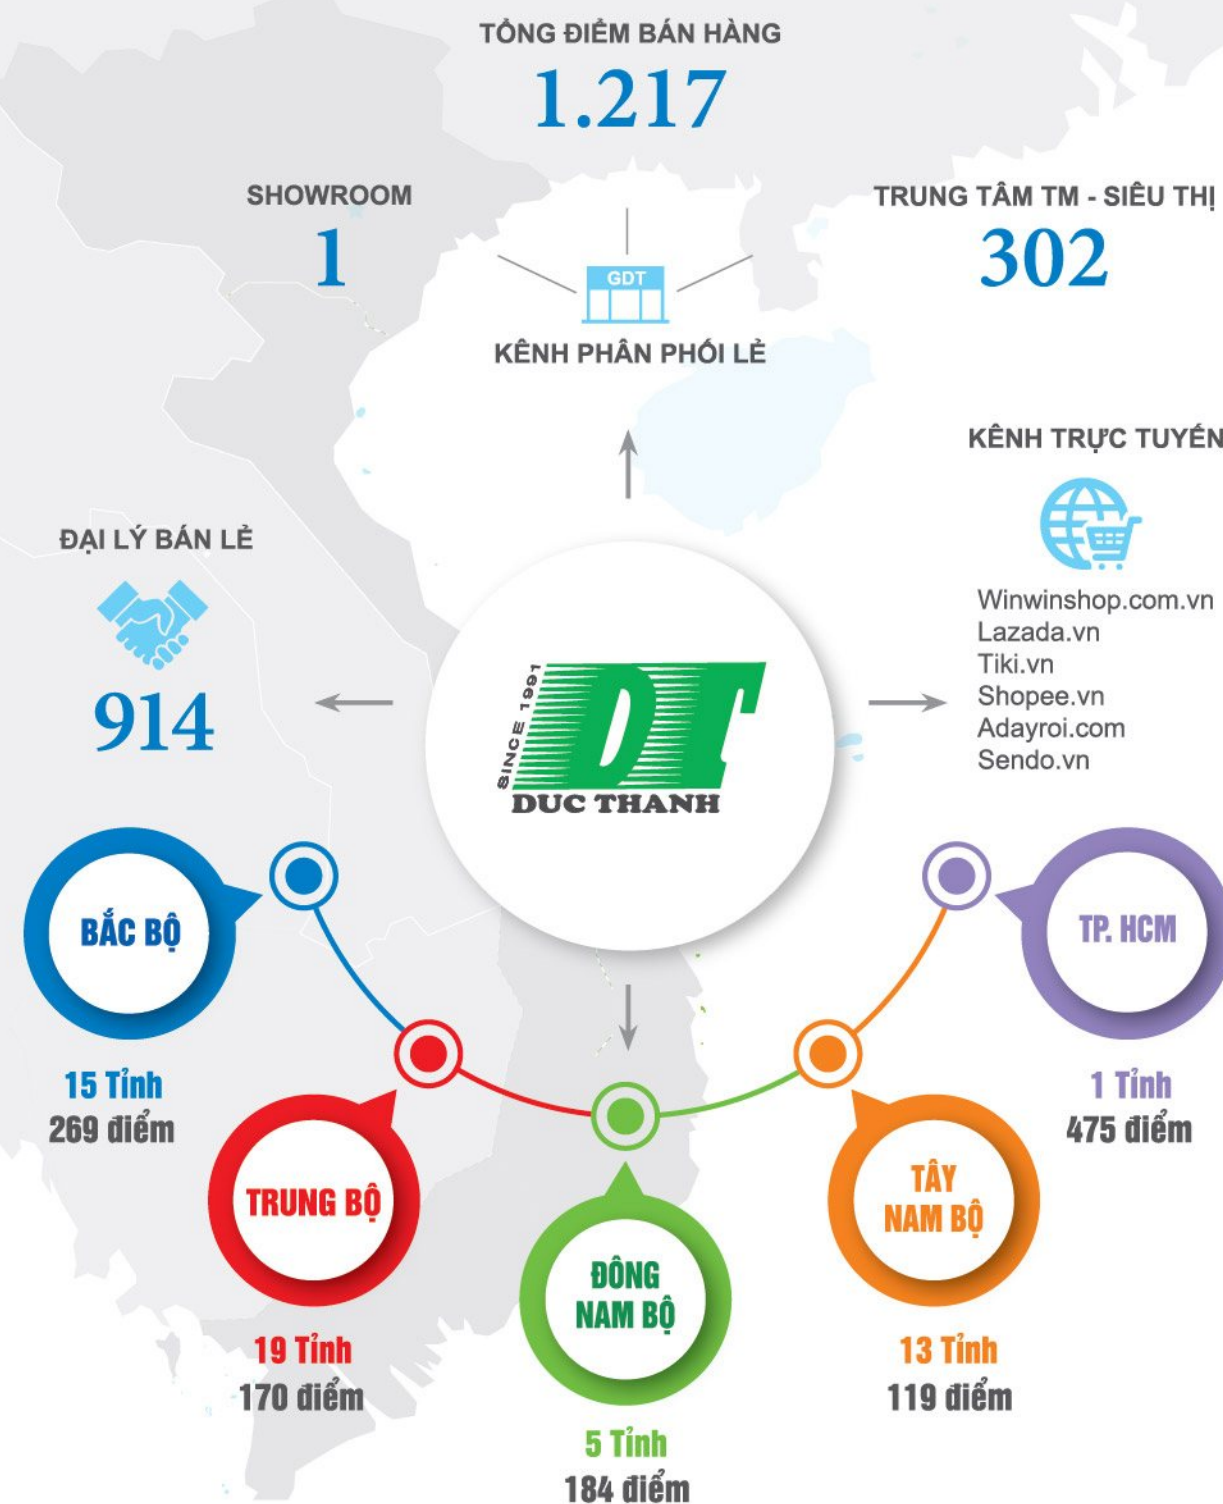 TỔNG ĐIỂM BÁN HÀNG
1.217
SHOWROOM
1
TRUNG TÂM TM - SIÊU THỊ
302
GDT
KÊNH PHÂN PHỐI LẺ
KÊNH TRỰC TUYẾN
Winwinshop.com.vn
Lazada.vn
Tiki.vn
Shopee.vn
Adayroi.com
Sendo.vn
ĐẠI LÝ BÁN LẺ
914
SINCE 1991
DT
DUC THANH
BẮC BỘ
15 Tỉnh
269 điểm
TRUNG BỘ
19 Tỉnh
170 điểm
ĐÔNG
NAM BỘ
5 Tỉnh
184 điểm
TÂY
NAM BỘ
13 Tỉnh
119 điểm
TP. HCM
1 Tỉnh
475 điểm